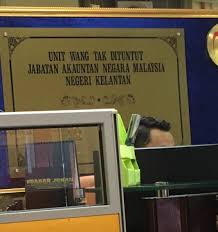 UNIT WANG TAK DITUNTUT
JABATAN AKAUNTAN NEGARA MALAYSIA
NEGERI KELANTAN